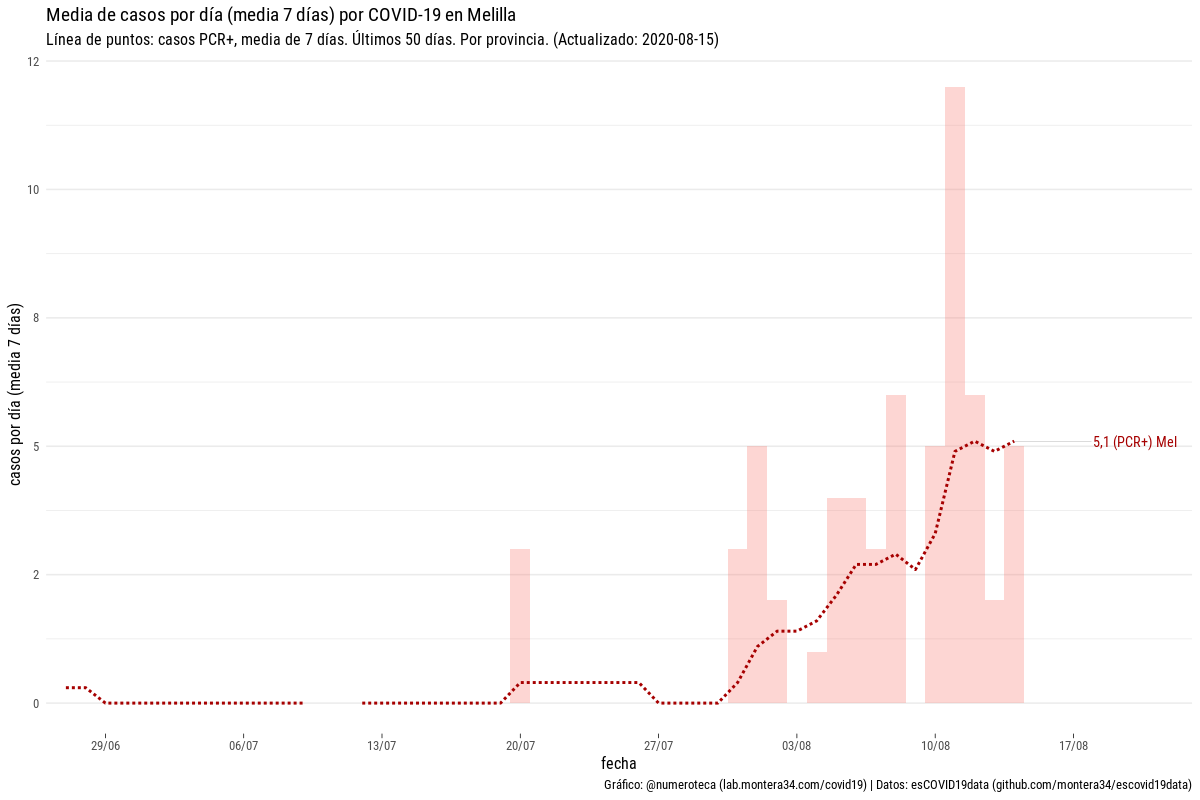 Media de casos por día (media 7 días) por COVID-19 en Melilla
Línea de puntos: casos PCR+, media de 7 días. Últimos 50 días. Por provincia. (Actualizado: 2020-08-15)
12
10
8
5
2
0
casos por día (media 7 días)
5,1 (PCR+) Mel
29/06
06/07
13/07
20/07
27/07
03/08
10/08
17/08
fecha
Gráfico: @numeroteca (lab.montera34.com/covid19) | Datos: esCOVID19data (github.com/montera34/escovid19data)